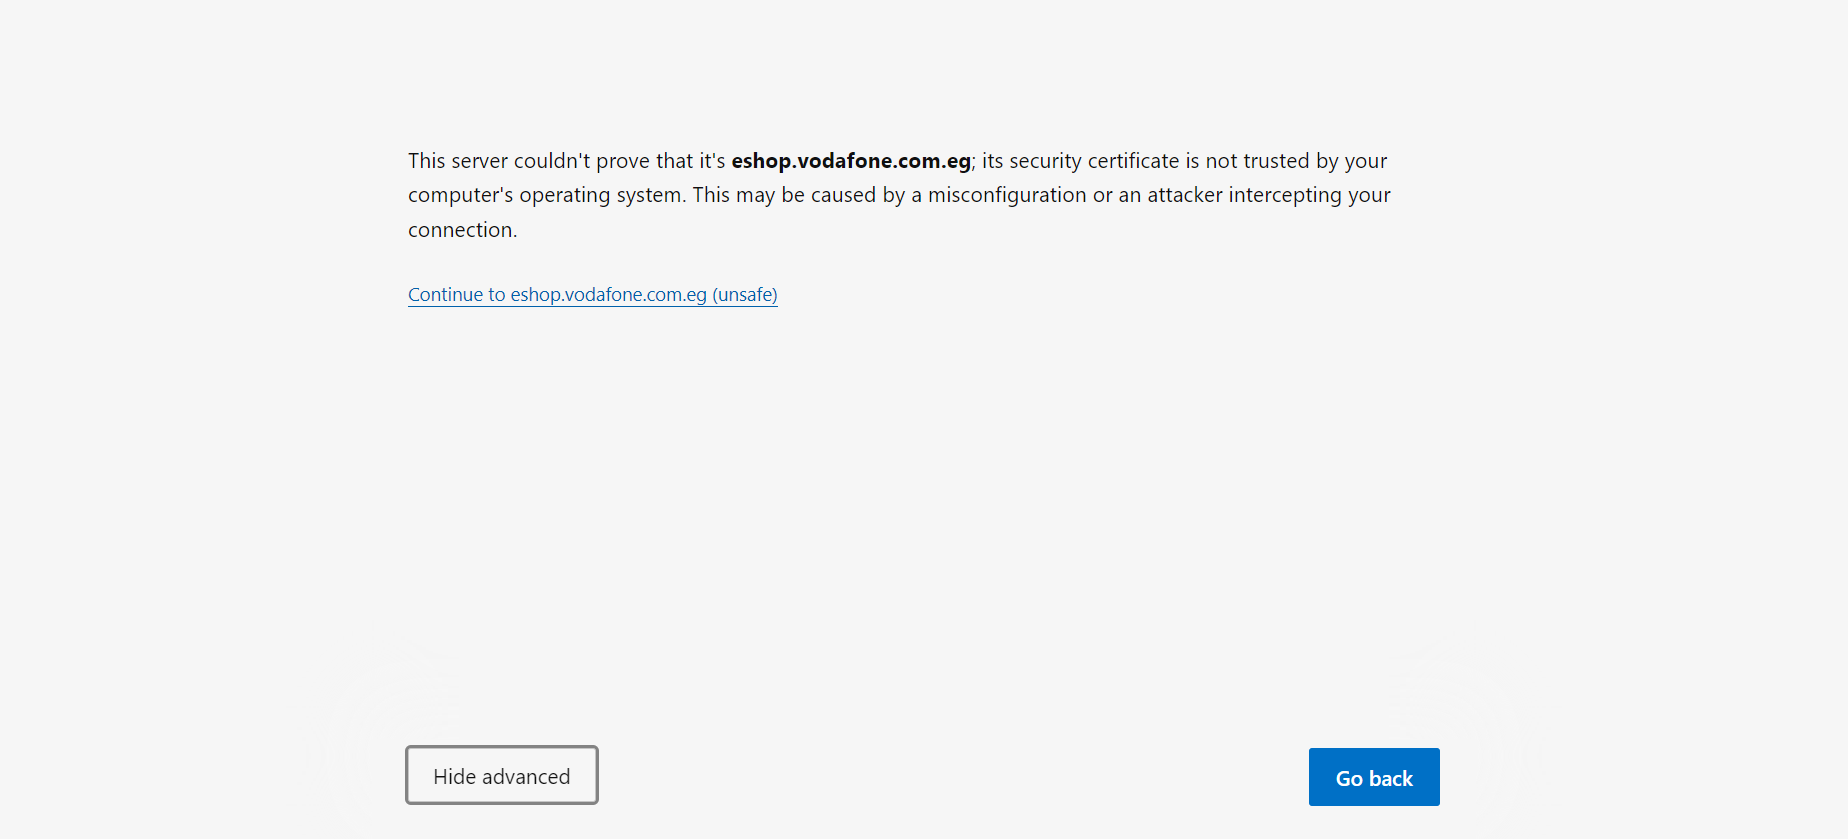 This server couldn't prove that it's eshop.vodafone.com.eg; its security certificate is not trusted by your
computer's operating system. This may be caused by a misconfiguration or an attacker intercepting your
connection.
Continue to eshop.vodafone.com.eg (unsafe)
Hide advanced
Go back